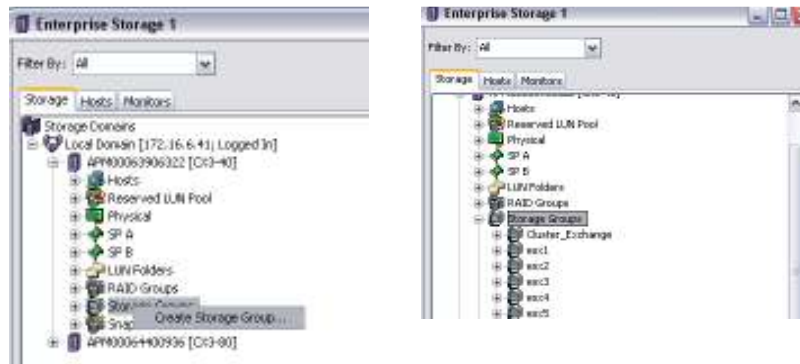 Enterprise Storage 1
Filter By: All
Storage Hosts Monitors
Storage Domains
Local Domain [172.16.6.41; Logged In]
APM00063906322 [CX3-40]
Hosts
Reserved LUN Pool
Physical
SP A
SP B
LUN Folders
RAID Groups
Storage Groups
Create Storage Group...
Snap
APM00064400936 [CX3-80]
Enterprise Storage 1
Filter By: All
Storage Hosts Monitors
Hosts
Reserved LUN Pool
Physical
SP A
SP B
LUN Folders
RAID Groups
Storage Groups
Cluster_Exchange
exc1
exc2
exc3
exc4
exc5